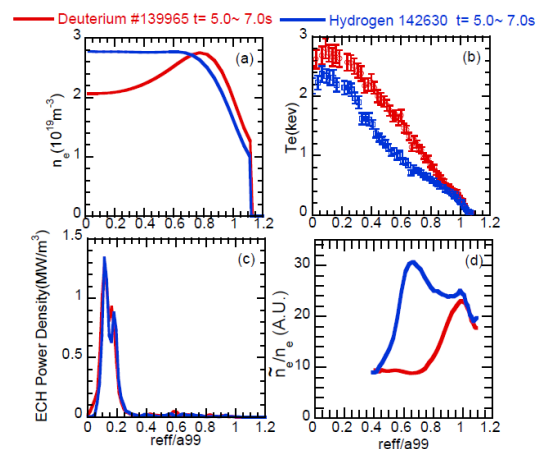 Deuterium #139965 t= 5.0~ 7.0s Hydrogen 142630 t= 5.0~ 7.0s
3
2
1
0
0 0.2 0.4 0.6 0.8 1 1.2
ne(10^19m^-3)
(a)
3
2
1
0
0 0.2 0.4 0.6 0.8 1 1.2
Te(kev)
(b)
1.5
1
0.5
0
0 0.2 0.4 0.6 0.8 1 1.2
ECH Power Density(MW/m^3)
reff/a99
(c)
30
20
10
0
0 0.2 0.4 0.6 0.8 1 1.2
ñe/ne (A.U.)
reff/a99
(d)